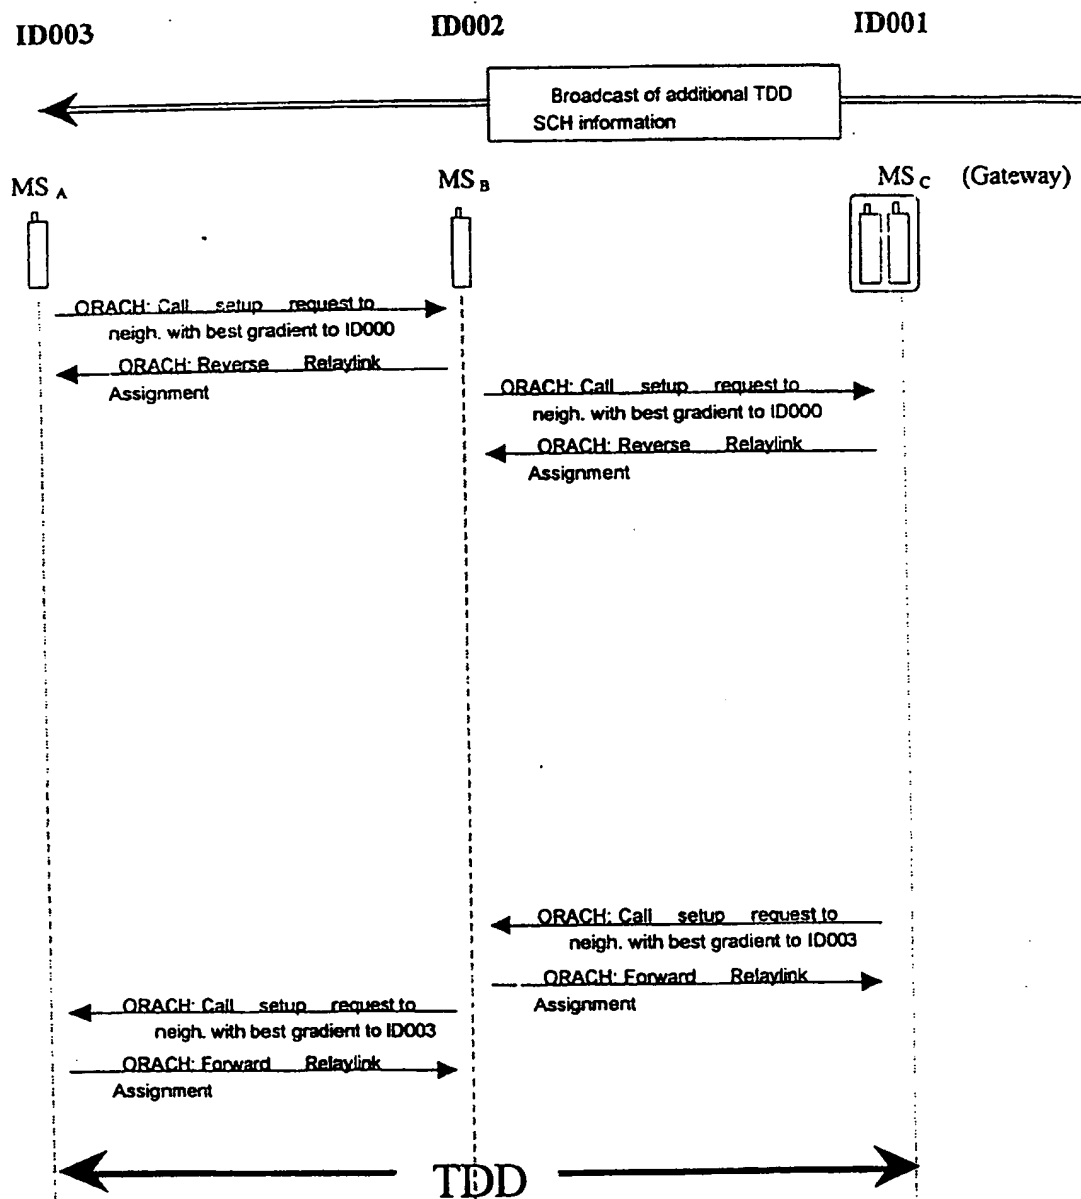 ID003 ID002 ID001
Broadcast of additional TDD
SCH information
MS A MS B MS C (Gateway)
ORACH: Call setup request to
neigh. with best gradient to ID000
ORACH: Reverse Relaylink
Assignment
ORACH: Call setup request to
neigh. with best gradient to ID000
ORACH: Reverse Relaylink
Assignment
ORACH: Call setup request to
neigh. with best gradient to ID003
ORACH: Forward Relaylink
Assignment
ORACH: Call setup request to
neigh. with best gradient to ID003
ORACH: Forward Relaylink
Assignment
TDD